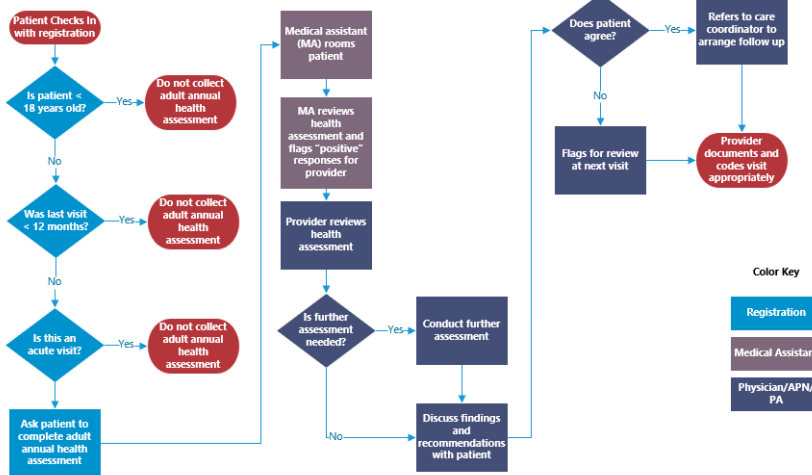 Patient Checks In
with registration
Is patient <
18 years old?
Yes
Do not collect
adult annual
health
assessment
No
Was last visit
< 12 months?
Yes
Do not collect
adult annual
health
assessment
No
Is this an
acute visit?
Yes
Do not collect
adult annual
health
assessment
Ask patient to
complete adult
annual health
assessment
Medical assistant
(MA) rooms
patient
MA reviews
health
assessment and
flags "positive"
responses for
provider
Provider reviews
health
assessment
Is further
assessment
needed?
Yes
Conduct further
assessment
No
Discuss findings
and
recommendations
with patient
Does patient
agree?
Yes
Refers to care
coordinator to
arrange follow up
No
Flags for review
at next visit
Provider
documents and
codes visit
appropriately
Color Key
Registration
Medical Assistan
Physician/APN/
PA